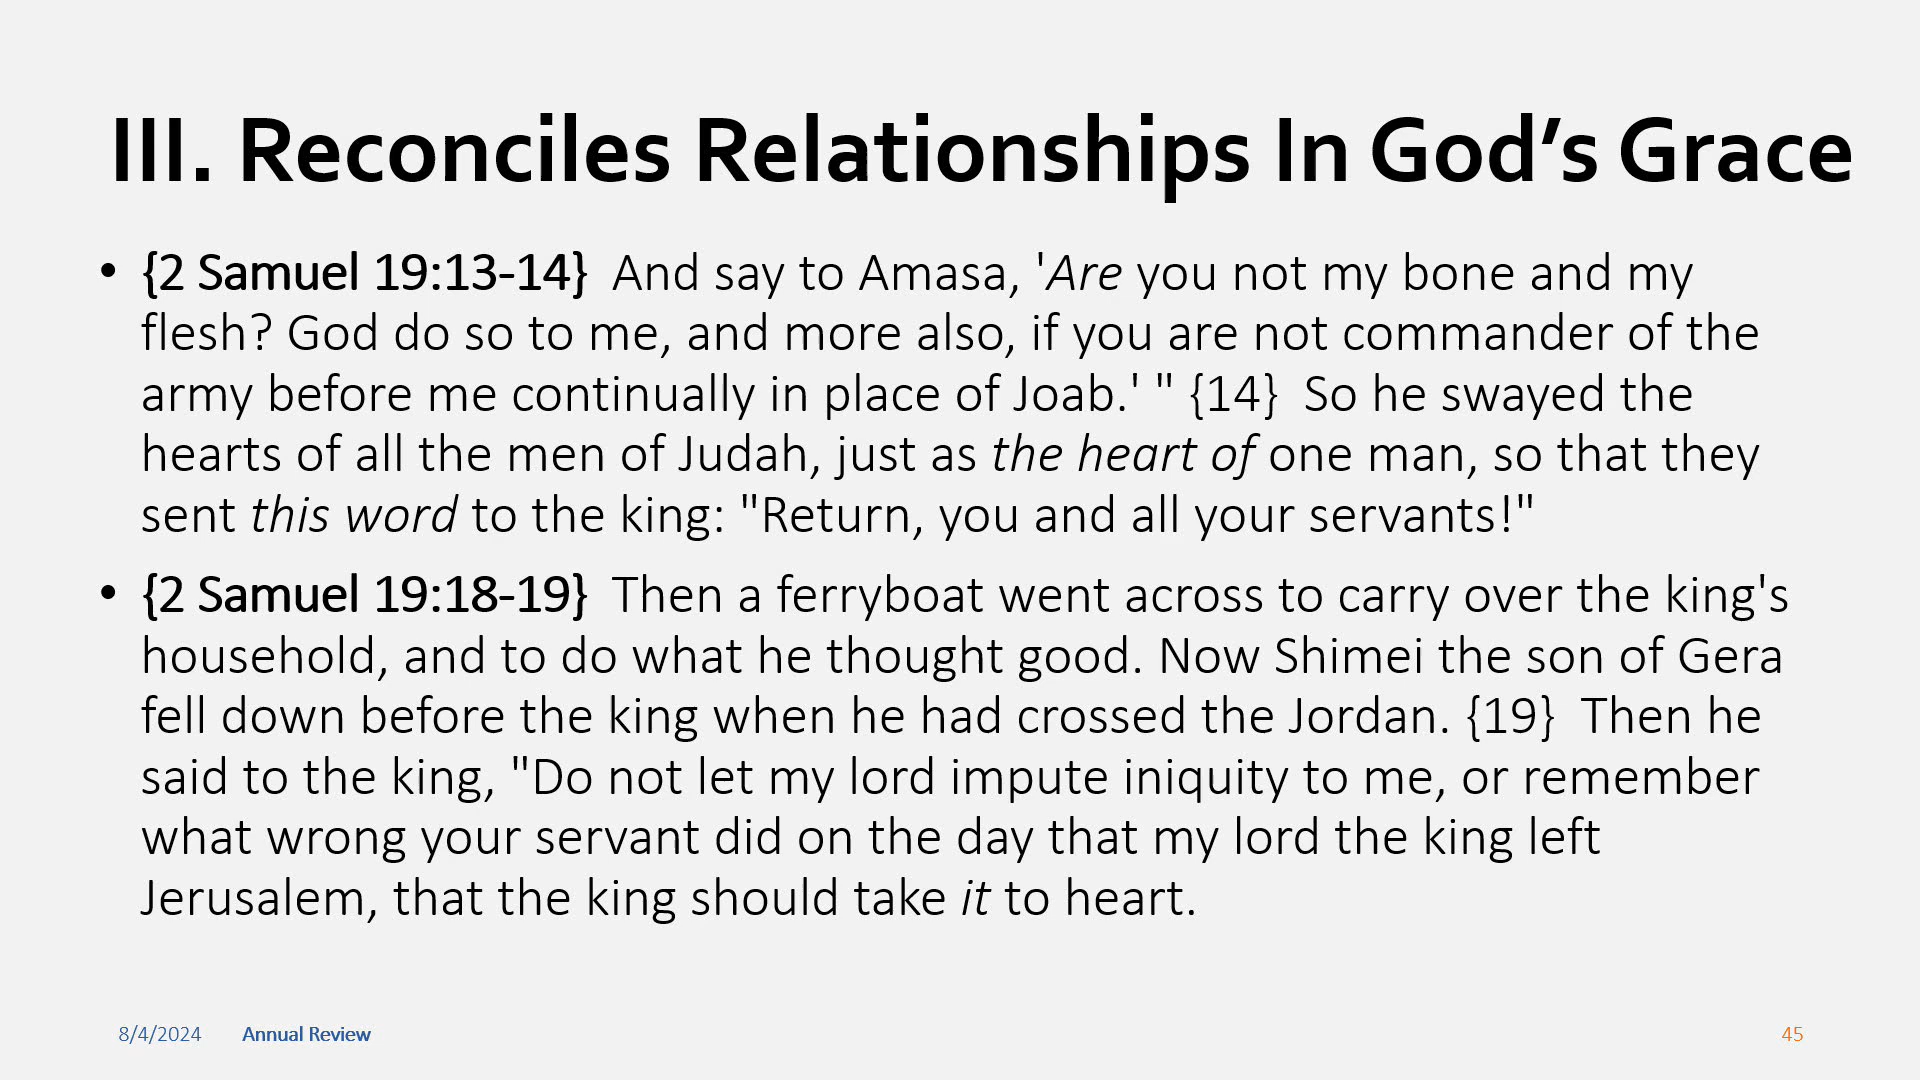 III. Reconciles Relationships In God’s Grace
• {2 Samuel 19:13-14}  And say to Amasa, 'Are you not my bone and my
flesh? God do so to me, and more also, if you are not commander of the
army before me continually in place of Joab.' " {14}  So he swayed the
hearts of all the men of Judah, just as the heart of one man, so that they
sent this word to the king: "Return, you and all your servants!"
• {2 Samuel 19:18-19}  Then a ferryboat went across to carry over the king's
household, and to do what he thought good. Now Shimei the son of Gera
fell down before the king when he had crossed the Jordan. {19}  Then he
said to the king, "Do not let my lord impute iniquity to me, or remember
what wrong your servant did on the day that my lord the king left
Jerusalem, that the king should take it to heart.
8/4/2024 Annual Review 45